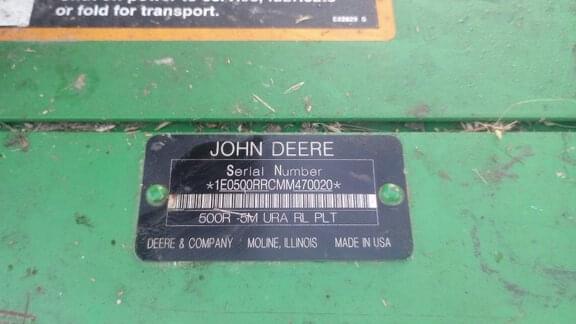 or fold for transport.
E82829 S
JOHN DEERE
Serial Number
*1E0500RRCMM470020*
500R -5M URA RL PLT
DEERE & COMPANY MOLINE, ILLINOIS MADE IN USA